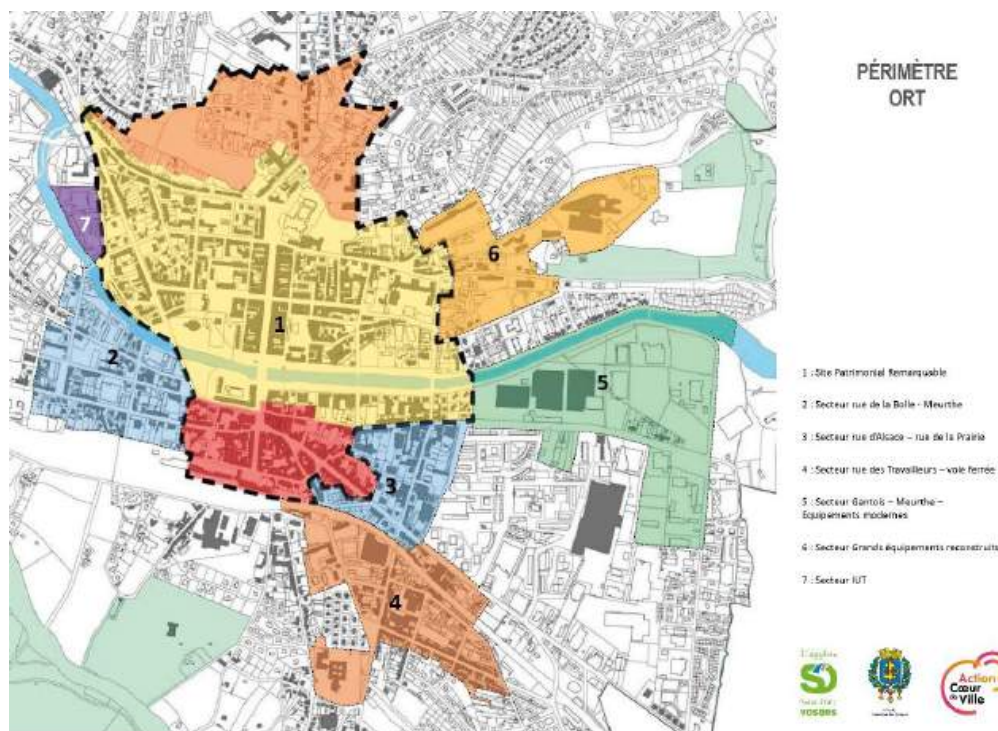 PÉRIMÈTRE
ORT
7
6
1
2
5
3
4
1 : Site Patrimonial Remarquable
2 : Secteur rue de la Bolle - Meurthe
3 : Secteur rue d'Alsace – rue de la Prairie
4 : Secteur rue des Travailleurs – voie ferrée
5 : Secteur Gantois – Meurthe –
Equipements modernes
6 : Secteur Grands équipements reconstruits
7 : Secteur IUT
VOSGES
Action
Cœur
de Ville